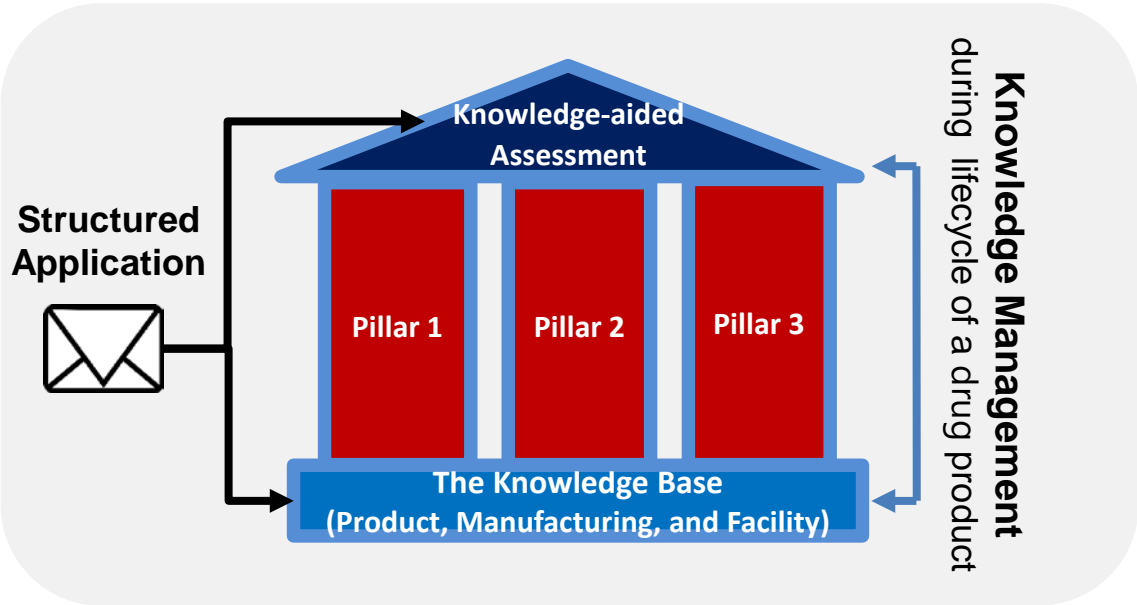 Knowledge-aided
Assessment
Structured
Application
Pillar 1
Pillar 2
Pillar 3
The Knowledge Base
(Product, Manufacturing, and Facility)
Knowledge Management
during lifecycle of a drug product